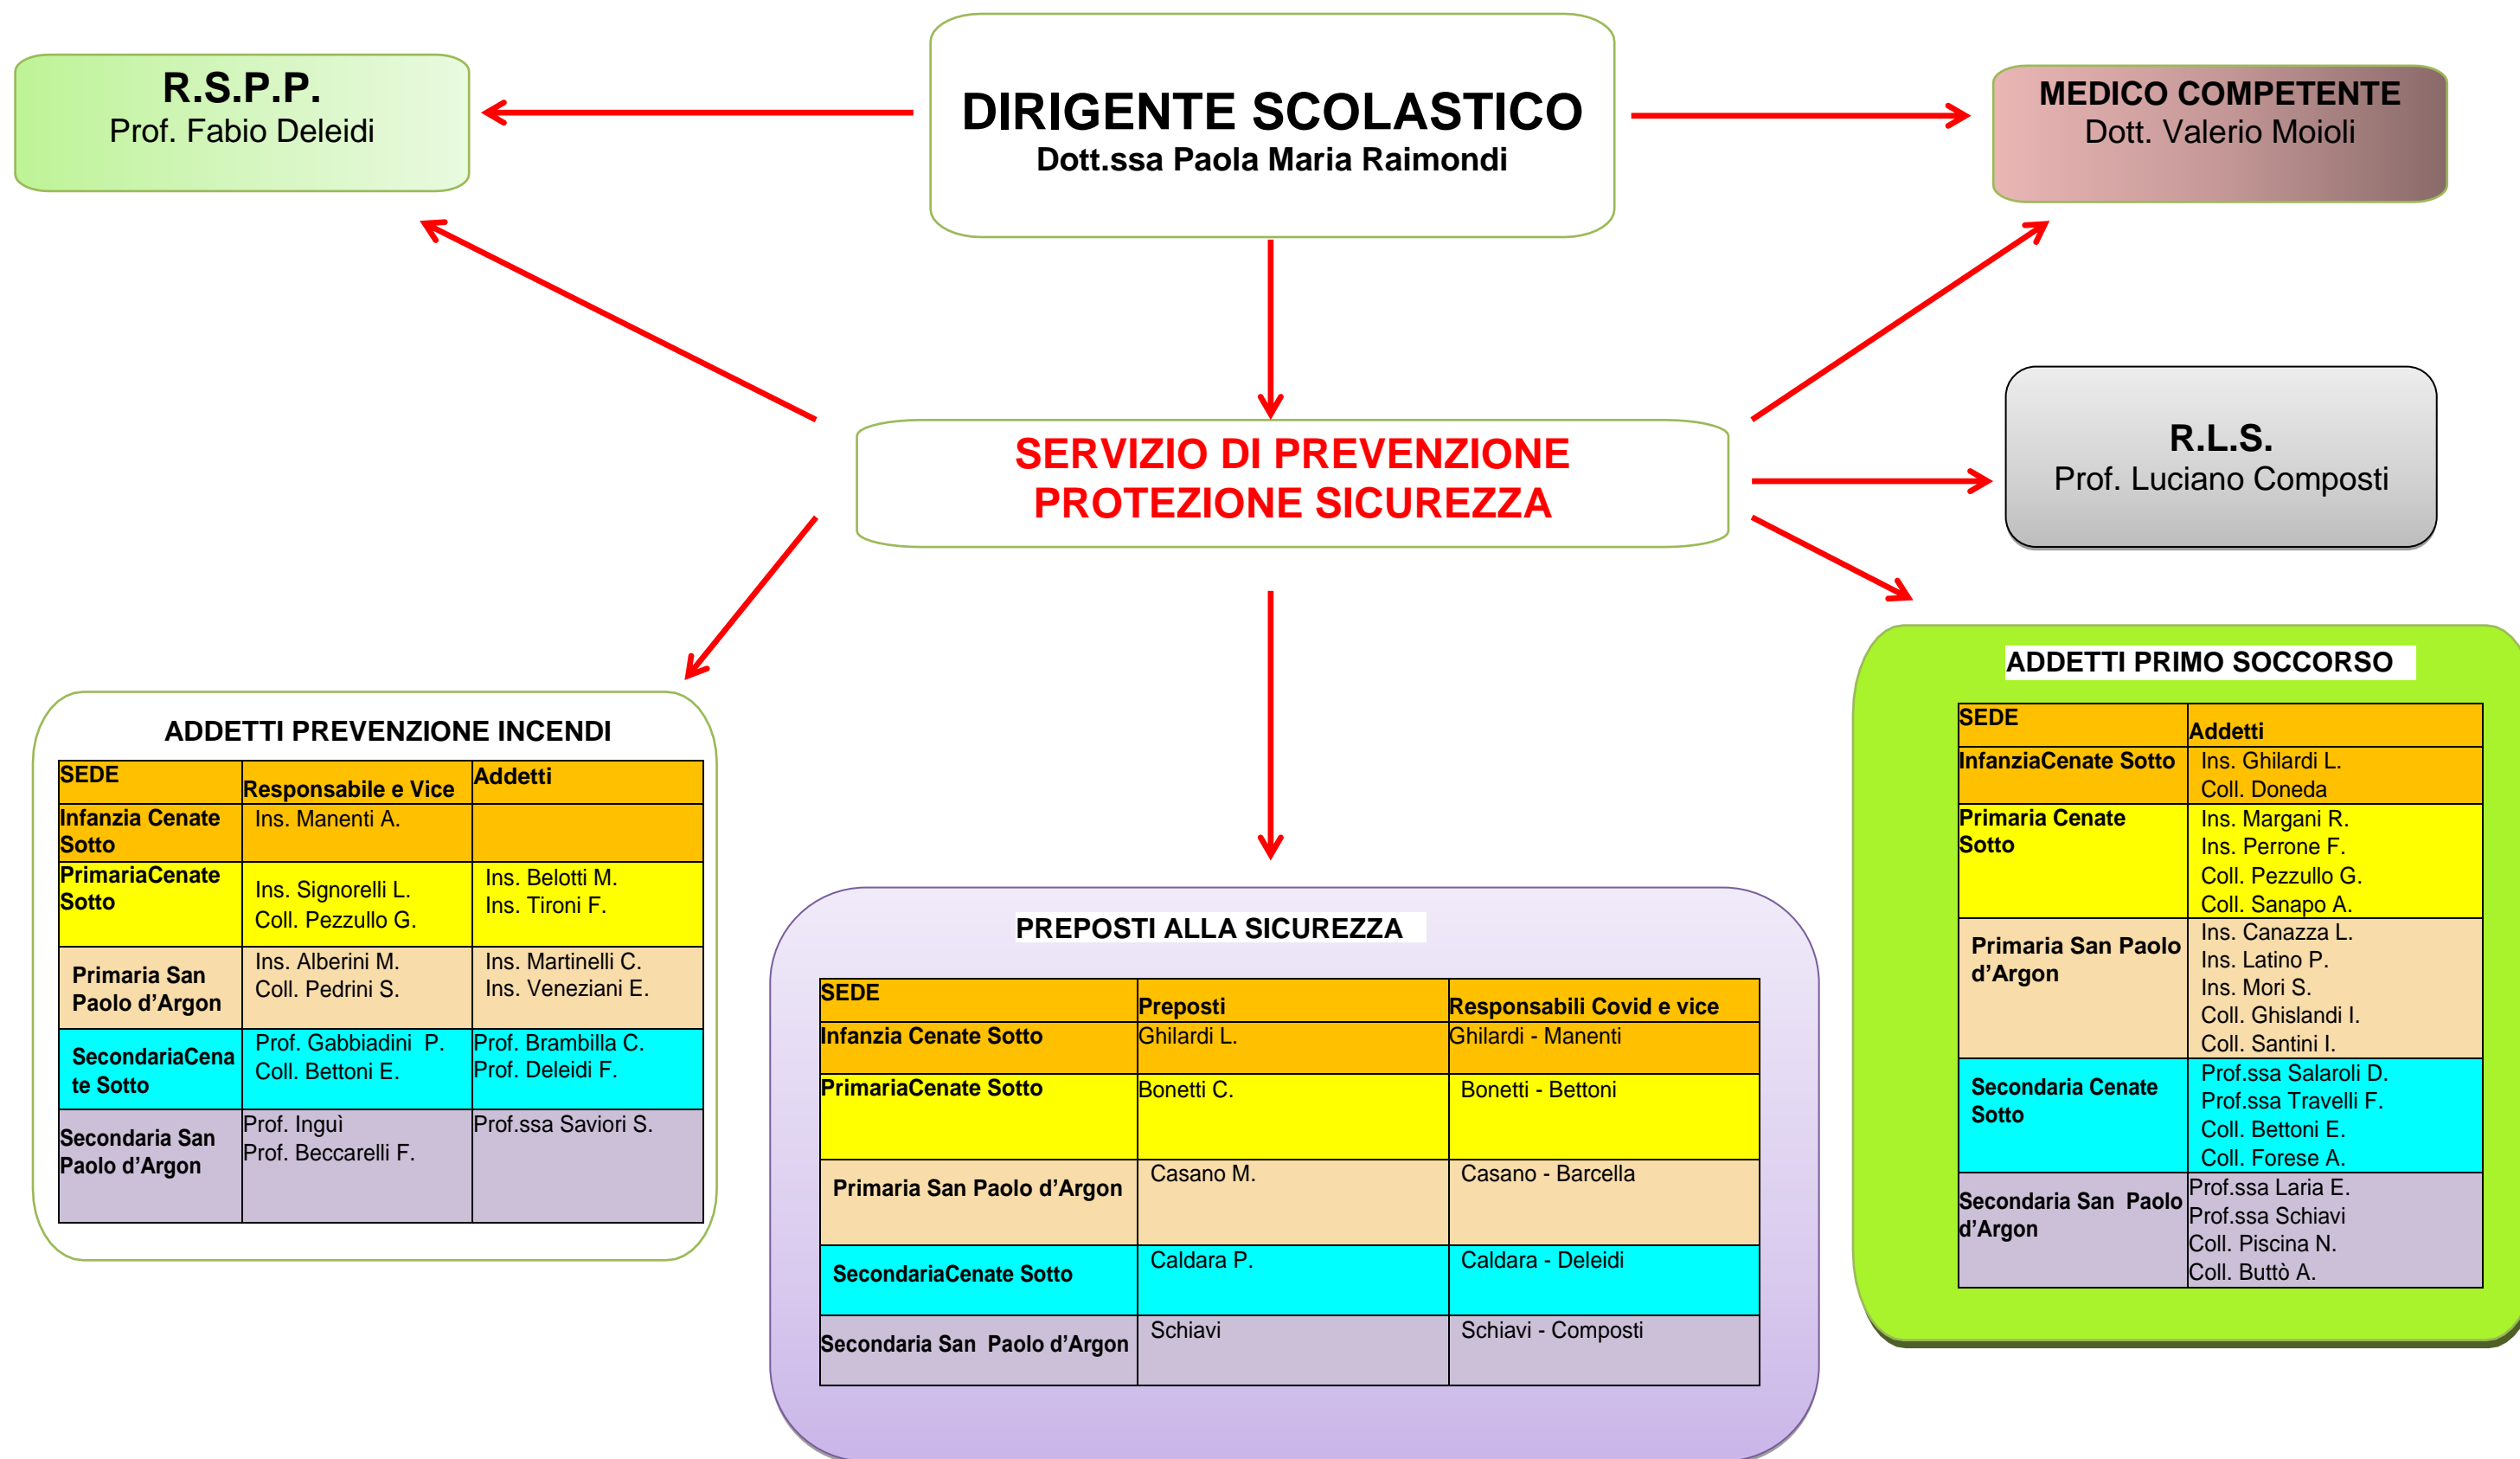 R.S.P.P.
Prof. Fabio Deleidi
DIRIGENTE SCOLASTICO
Dott.ssa Paola Maria Raimondi
MEDICO COMPETENTE
Dott. Valerio Moioli
SERVIZIO DI PREVENZIONE
PROTEZIONE SICUREZZA
R.L.S.
Prof. Luciano Composti
ADDETTI PREVENZIONE INCENDI
SEDE Responsabile e Vice Addetti
Infanzia Cenate Ins. Manenti A.
Sotto
PrimariaCenate Ins. Signorelli L. Ins. Belotti M.
Sotto Coll. Pezzullo G. Ins. Tironi F.
Primaria San Ins. Alberini M. Ins. Martinelli C.
Paolo d’Argon Coll. Pedrini S. Ins. Veneziani E.
SecondariaCena Prof. Gabbiadini  P. Prof. Brambilla C.
te Sotto Coll. Bettoni E. Prof. Deleidi F.
Secondaria San Prof. Inguì Prof.ssa Saviori S.
Paolo d’Argon Prof. Beccarelli F.
PREPOSTI ALLA SICUREZZA
SEDE Preposti Responsabili Covid e vice
Infanzia Cenate Sotto Ghilardi L. Ghilardi - Manenti
PrimariaCenate Sotto Bonetti C. Bonetti - Bettoni
Primaria San Paolo d’Argon Casano M. Casano - Barcella
SecondariaCenate Sotto Caldara P. Caldara - Deleidi
Secondaria San  Paolo d’Argon Schiavi Schiavi - Composti
ADDETTI PRIMO SOCCORSO
SEDE Addetti
InfanziaCenate Sotto Ins. Ghilardi L.
Coll. Doneda
Primaria Cenate Ins. Margani R.
Sotto Ins. Perrone F.
Coll. Pezzullo G.
Coll. Sanapo A.
Primaria San Paolo Ins. Canazza L.
d’Argon Ins. Latino P.
Ins. Mori S.
Coll. Ghislandi I.
Coll. Santini I.
Secondaria Cenate Prof.ssa Salaroli D.
Sotto Prof.ssa Travelli F.
Coll. Bettoni E.
Coll. Forese A.
Secondaria San  Paolo Prof.ssa Laria E.
d’Argon Prof.ssa Schiavi
Coll. Piscina N.
Coll. Buttò A.